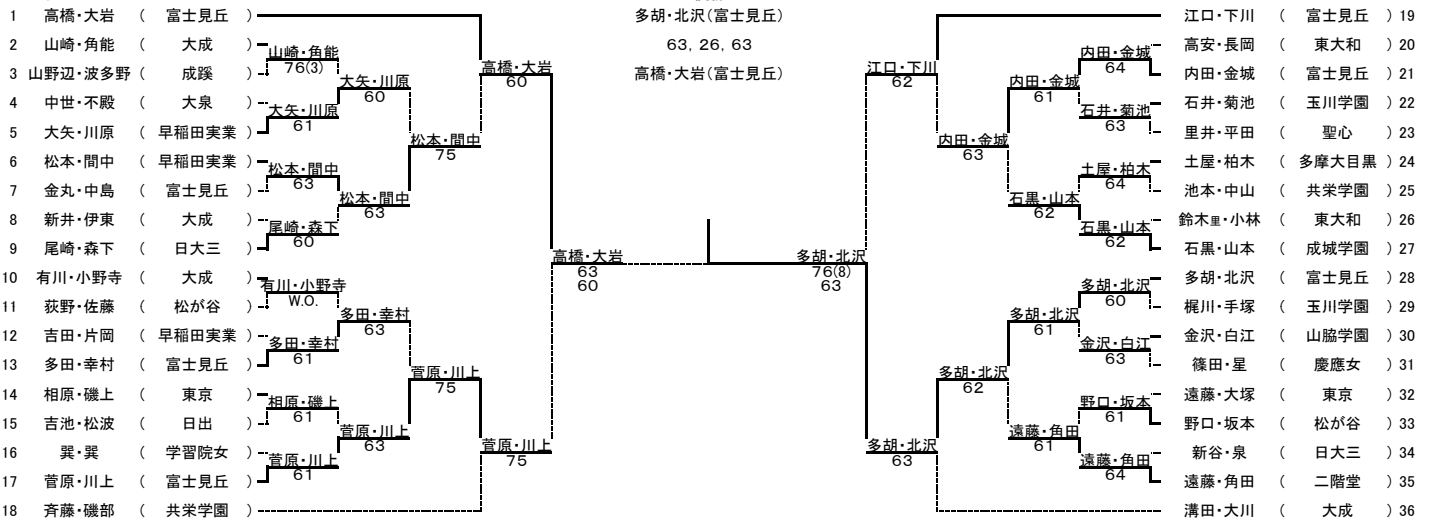 1 高橋・大岩 ( 富士見丘 )
2 山崎・角能 ( 大成 )
3 山野辺・波多野 ( 成蹊 )
4 中世・不殿 ( 大泉 )
5 大矢・川原 ( 早稲田実業 )
6 松本・間中 ( 早稲田実業 )
7 金丸・中島 ( 富士見丘 )
8 新井・伊東 ( 大成 )
9 尾崎・森下 ( 日大三 )
10 有川・小野寺 ( 大成 )
11 荻野・佐藤 ( 松が谷 )
12 吉田・片岡 ( 早稲田実業 )
13 多田・幸村 ( 富士見丘 )
14 相原・磯上 ( 東京 )
15 吉池・松波 ( 日出 )
16 巽・巽 ( 学習院女 )
17 菅原・川上 ( 富士見丘 )
18 斉藤・磯部 ( 共栄学園 )
山崎・角能
76(3)
大矢・川原
61
松本・間中
63
尾崎・森下
60
有川・小野寺
W.O.
多田・幸村
61
相原・磯上
61
菅原・川上
61
大矢・川原
60
松本・間中
63
多田・幸村
63
菅原・川上
63
松本・間中
75
菅原・川上
75
高橋・大岩
60
菅原・川上
75
高橋・大岩
63
60
多胡・北沢(富士見丘)
63, 26, 63
高橋・大岩(富士見丘)
多胡・北沢
76(8)
63
江口・下川
62
多胡・北沢
63
内田・金城
63
多胡・北沢
62
内田・金城
61
石黒・山本
62
多胡・北沢
61
遠藤・角田
61
内田・金城
64
石井・菊池
63
土屋・柏木
64
石黒・山本
62
多胡・北沢
60
金沢・白江
63
野口・坂本
61
遠藤・角田
64
江口・下川 ( 富士見丘 ) 19
高安・長岡 ( 東大和 ) 20
内田・金城 ( 富士見丘 ) 21
石井・菊池 ( 玉川学園 ) 22
里井・平田 ( 聖心 ) 23
土屋・柏木 ( 多摩大目黒 ) 24
池本・中山 ( 共栄学園 ) 25
鈴木里・小林 ( 東大和 ) 26
石黒・山本 ( 成城学園 ) 27
多胡・北沢 ( 富士見丘 ) 28
梶川・手塚 ( 玉川学園 ) 29
金沢・白江 ( 山脇学園 ) 30
篠田・星 ( 慶應女 ) 31
遠藤・大塚 ( 東京 ) 32
野口・坂本 ( 松が谷 ) 33
新谷・泉 ( 日大三 ) 34
遠藤・角田 ( 二階堂 ) 35
溝田・大川 ( 大成 ) 36